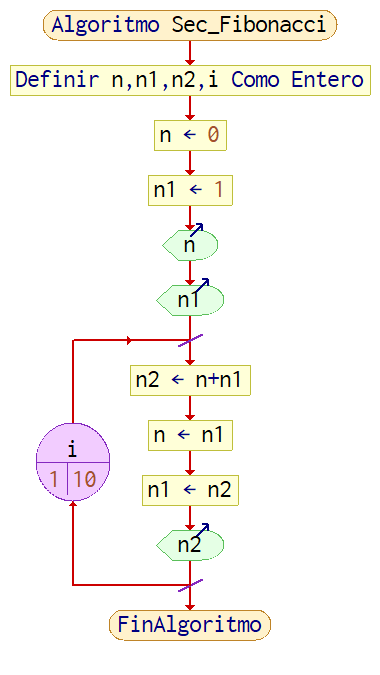 Algoritmo Sec_Fibonacci
Definir n,n1,n2,i Como Entero
n ← 0
n1 ← 1
n
n1
n2 ← n+n1
n ← n1
i
1 10
n1 ← n2
n2
FinAlgoritmo